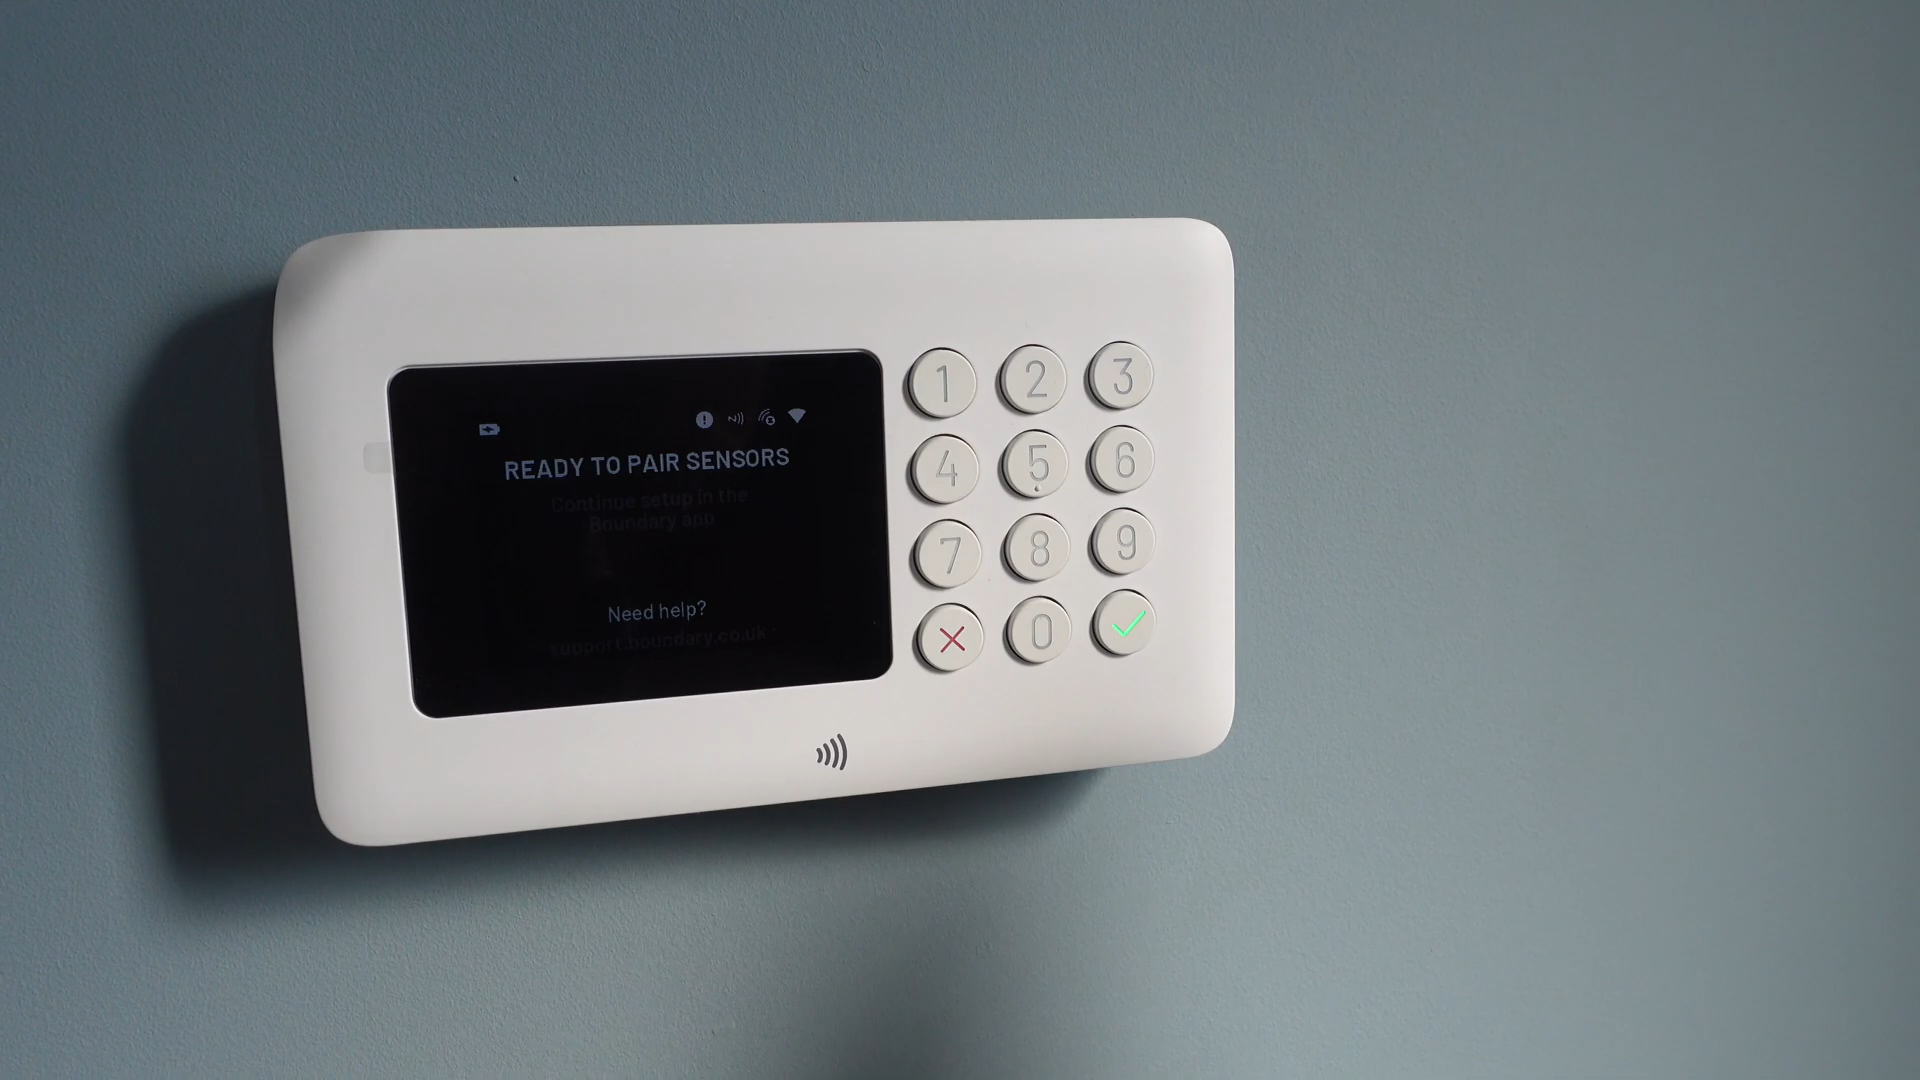 READY TO PAIR SENSORS
Continue setup in the
Boundary app
Need help?
support.boundary.co.uk
1 2 3
4 5 6
7 8 9
0